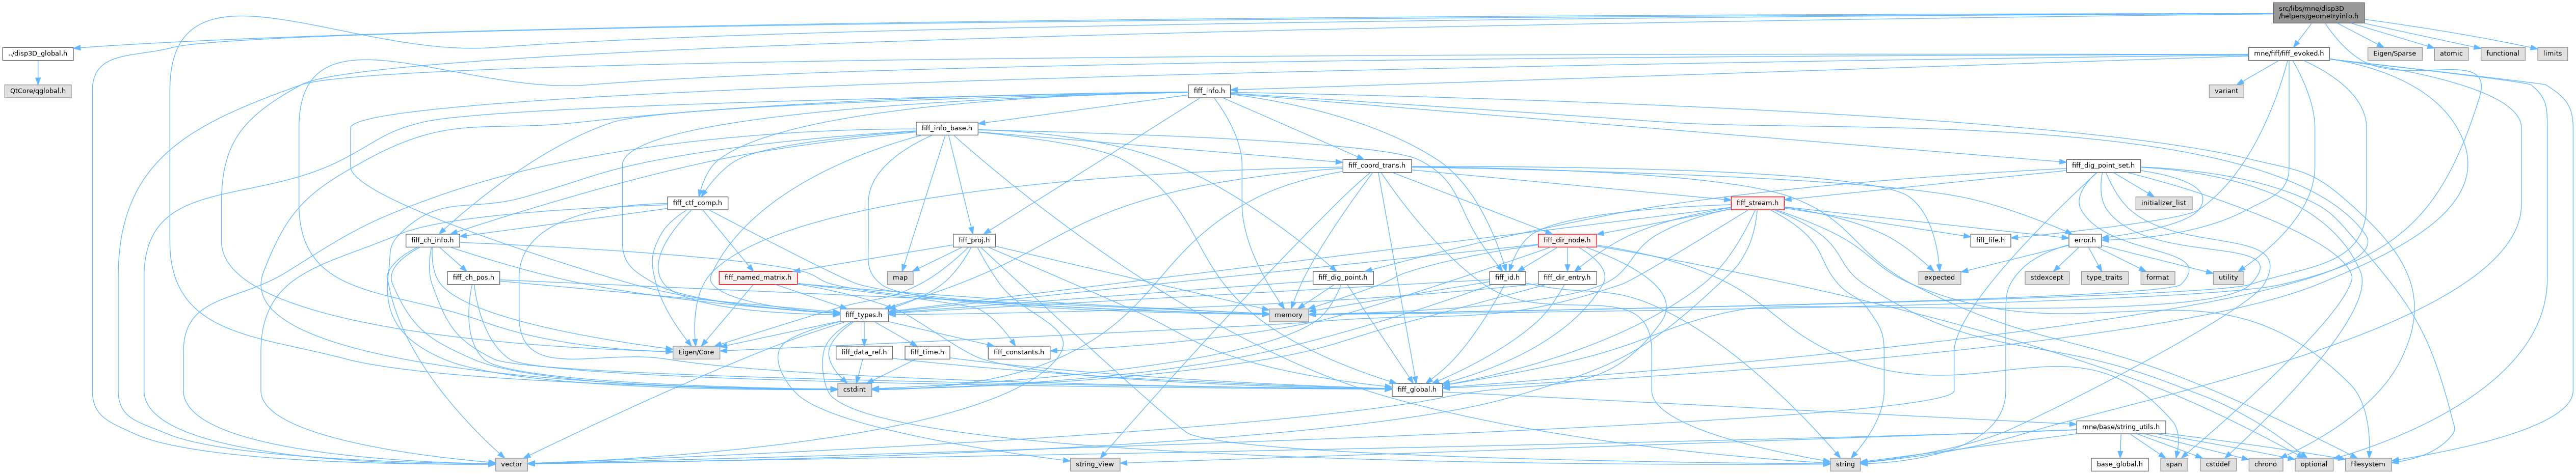 src/libs/mne/disp3D
/helpers/geometryinfo.h
../disp3D_global.h
mne/fiff/fiff_evoked.h
Eigen/Sparse
atomic
functional
limits
QtCore/qglobal.h
fiff_info.h
variant
fiff_info_base.h
fiff_coord_trans.h
fiff_dig_point_set.h
fiff_ctf_comp.h
fiff_stream.h
initializer_list
fiff_ch_info.h
fiff_proj.h
fiff_dir_node.h
fiff_file.h
error.h
fiff_ch_pos.h
fiff_named_matrix.h
map
fiff_dig_point.h
fiff_id.h
fiff_dir_entry.h
expected
stdexcept
type_traits
format
utility
fiff_types.h
memory
Eigen/Core
fiff_data_ref.h
fiff_time.h
fiff_constants.h
cstdint
fiff_global.h
mne/base/string_utils.h
vector
string_view
string
base_global.h
span
cstddef
chrono
optional
filesystem